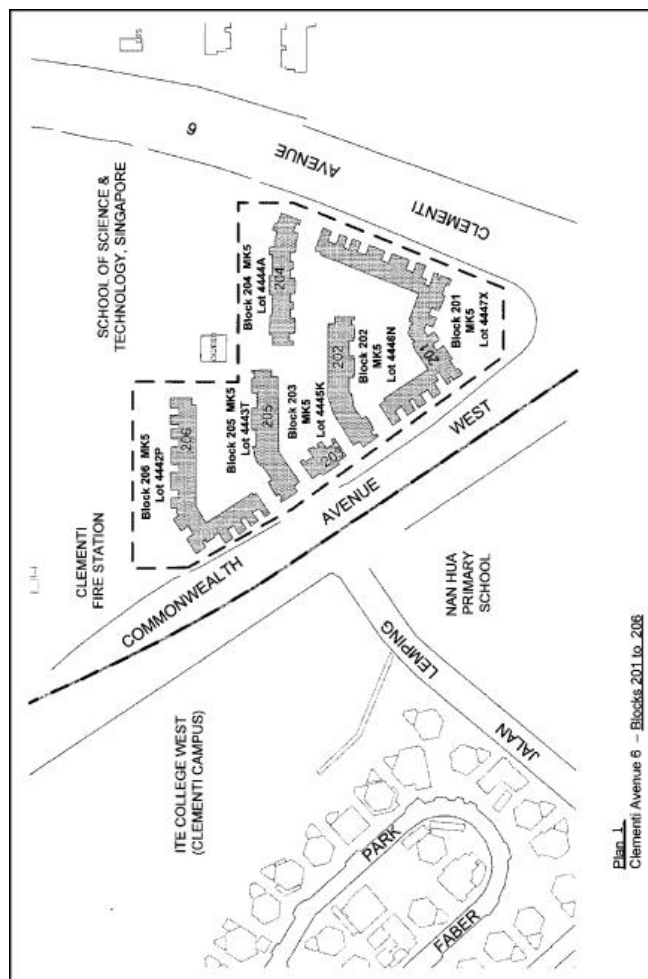 6
AVENUE
CLEMENTI
SCHOOL OF SCIENCE &
TECHNOLOGY, SINGAPORE
Block 204 MK5
Lot 4444A
204
Block 206 MK5
Lot 4442P
206
Block 205 MK5
Lot 4443T
205
Block 203
MK5
Lot 4445K
203
202
Block 202
MK5
Lot 4446N
201
Block 201
MK5
Lot 4447X
CLEMENTI
FIRE STATION
COMMONWEALTH
AVENUE
WEST
NAN HUA
PRIMARY
SCHOOL
ITE COLLEGE WEST
(CLEMENTI CAMPUS)
JALAN
LEMPING
FABER
PARK
Plan 1
Clementi Avenue 6 – Blocks 201 to 206